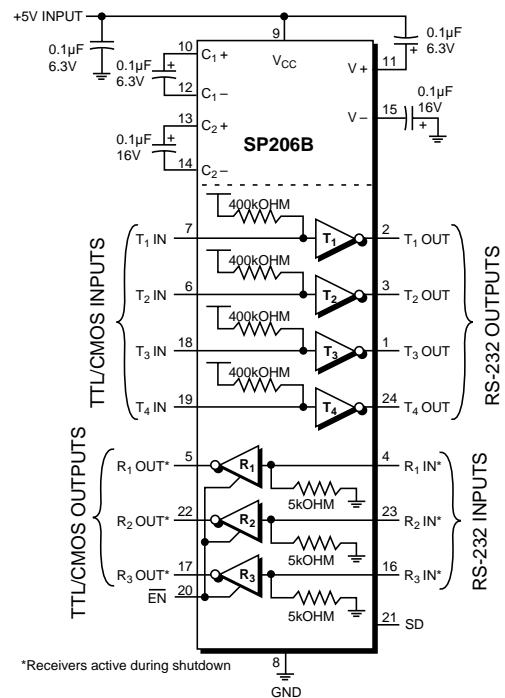 +5V INPUT
0.1µF
6.3V
9
VCC
0.1µF
6.3V
+
10
C1+
0.1µF
6.3V
+
12
C1–
V+
11
13
C2+
0.1µF
16V
+
14
C2–
V–
15
0.1µF
16V
+
SP206B
400kOHM
T1 IN
7
T1
2
T1 OUT
400kOHM
T2 IN
6
T2
3
T2 OUT
400kOHM
T3 IN
18
T3
1
T3 OUT
400kOHM
T4 IN
19
T4
24
T4 OUT
TTL/CMOS INPUTS
RS-232 OUTPUTS
R1 OUT*
5
R1
4
R1 IN*
5kOHM
R2 OUT*
22
R2
23
R2 IN*
5kOHM
R3 OUT*
17
R3
16
R3 IN*
5kOHM
TTL/CMOS OUTPUTS
RS-232 INPUTS
EN
20
21
SD
*Receivers active during shutdown
8
GND